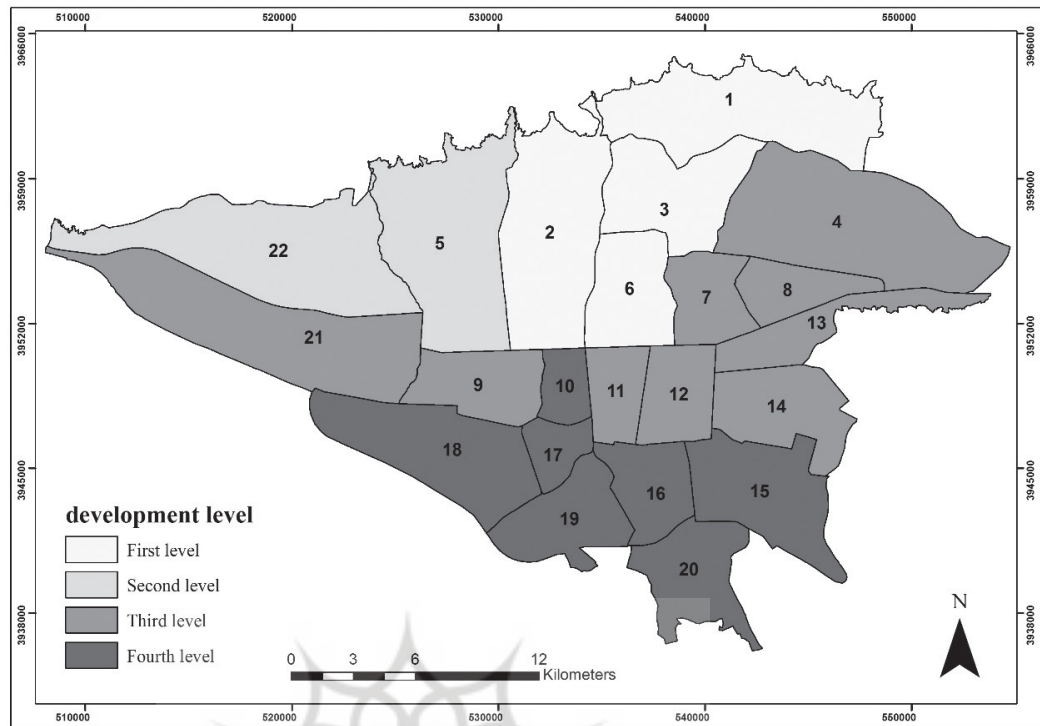 510000 520000 530000 540000 550000
3966000 3966000
1
3959000 3959000
3
4
5 2
22
6
7 8
3952000 13 3952000
21
9 10 11 12
14
18 17
3945000 3945000
16 15
19
development level
First level
20
Second level
Third level
3938000 3938000
N
Fourth level
0 3 6 12
Kilometers
510000 520000 530000 540000 550000